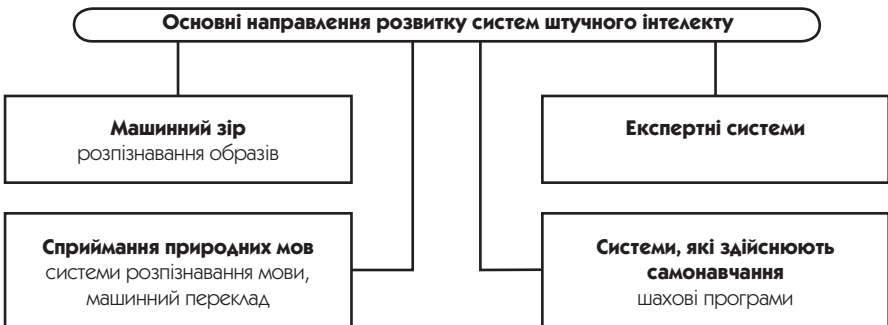 Основні направлення розвитку систем штучного інтелекту
Машинний зір
розпізнавання образів
Експертні системи
Сприймання природних мов
системи розпізнавання мови,
машинний переклад
Системи, які здійснюють
самонавчання
шахові програми